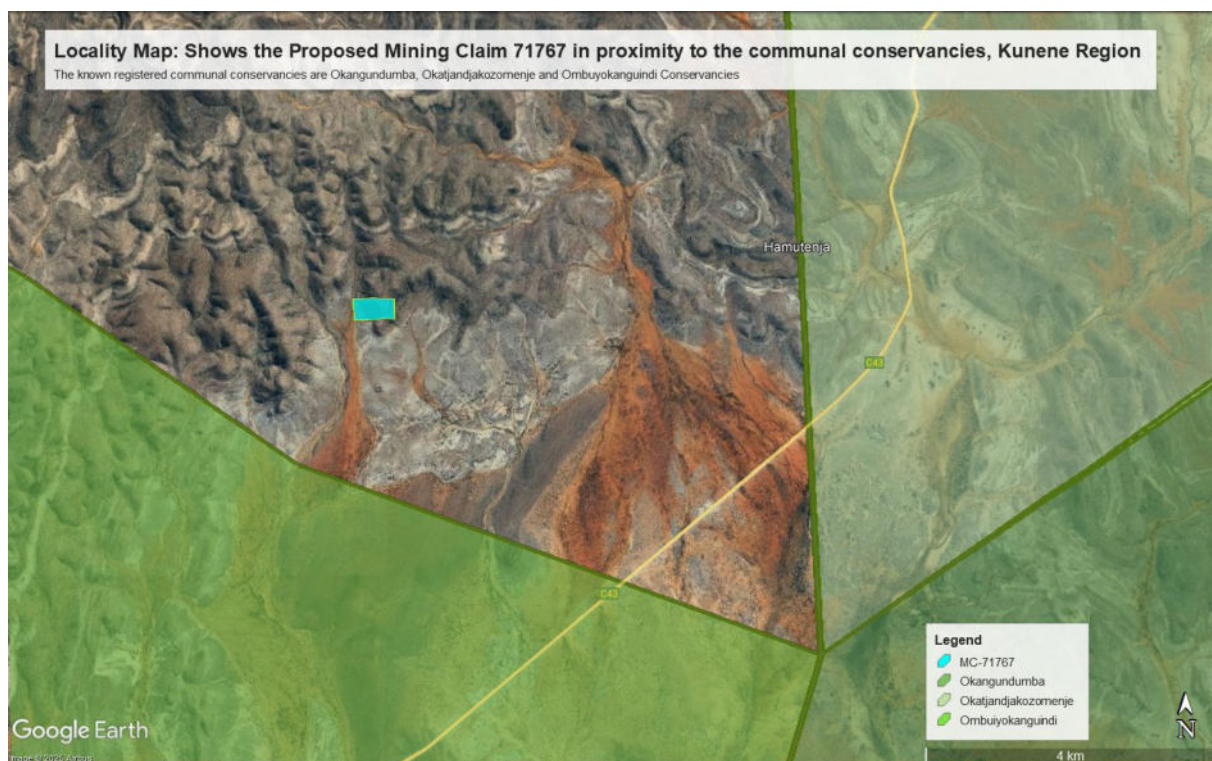 Locality Map: Shows the Proposed Mining Claim 71767 in proximity to the communal conservancies, Kunene Region
The known registered communal conservancies are Okangundumba, Okatjandjakozomenje and Ombuyokanguindi Conservancies
Hamutenja
C43
C43
Legend
MC-71767
Okangundumba
Okatjandjakozomenje
Ombuiyokanguindi
N
4 km
Google Earth